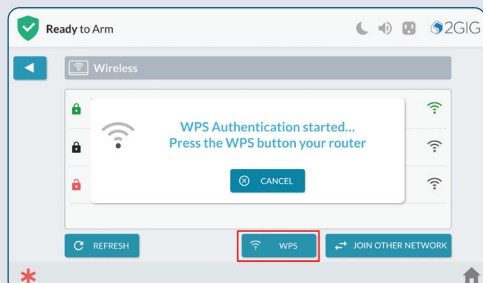 Ready to Arm
2GIG
Wireless
WPS Authentication started...
Press the WPS button your router
CANCEL
REFRESH
WPS
JOIN OTHER NETWORK